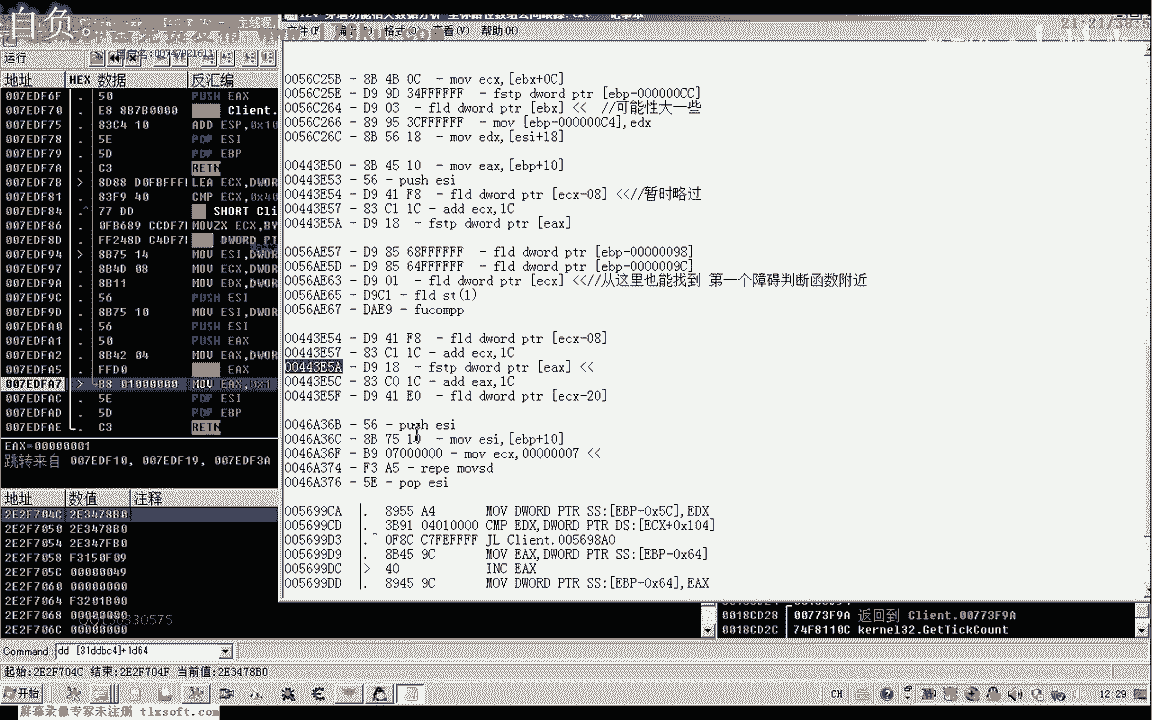 自负。
运行
地址 HEX 数据 反汇编
007EDF6F . 50 PUSH EAX
007EDF70 . E8 8B7B0000 Client.
007EDF75 . 83C4 10 ADD ESP,0x10
007EDF78 . 5E POP ESI
007EDF79 . 5D POP EBP
007EDF7A . C3 RETN
007EDF7B > 8D88 D0FBFFFF LEA ECX,DWOR
007EDF81 . 83F9 40 CMP ECX,0x40
007EDF84 .^ 77 DD SHORT Cli
007EDF86 . 0FB689 CCDF7 MOVZX ECX,BY
007EDF8D . FF248D C4DF7 DWORD PT
007EDF94 > 8B75 14 MOV ESI,DWOR
007EDF97 . 8B4D 08 MOV ECX,DWOR
007EDF9A . 8B11 MOV EDX,DWOR
007EDF9C . 56 PUSH ESI
007EDF9D . 8B75 10 MOV ESI,DWOR
007EDFA0 . 56 PUSH ESI
007EDFA1 . 50 PUSH EAX
007EDFA2 . 8B42 04 MOV EAX,DWOR
007EDFA5 . FFD0 EAX
007EDFA7 > B8 01000000 MOV EAX,0x1
007EDFAC . 5E POP ESI
007EDFAD . 5D POP EBP
007EDFAE . C3 RETN
EAX=00000001
跳转来自 007EDF10, 007EDF19, 007EDF3A
地址 数值 注释
2E2F704C 2E3478B0
2E2F7050 2E3478B0
2E2F7054 2E347FB0
2E2F7058 F3150F09
2E2F705C 00000049
2E2F7060 00000000
2E2F7064 F3201B00
2E2F7068 00000000
2E2F706C 00000000
格式(O) 查看(V) 帮助(H)
0056C25B - 8B 4B 0C - mov ecx,[ebx+0C]
0056C25E - D9 9D 34FFFFFF - fstp dword ptr [ebp-000000CC]
0056C264 - D9 03 - fld dword ptr [ebx] << //可能性大一些
0056C266 - 89 95 3CFFFFFF - mov [ebp-000000C4],edx
0056C26C - 8B 56 18 - mov edx,[esi+18]
00443E50 - 8B 45 10 - mov eax,[ebp+10]
00443E53 - 56 - push esi
00443E54 - D9 41 F8 - fld dword ptr [ecx-08] <<//暂时略过
00443E57 - 83 C1 1C - add ecx,1C
00443E5A - D9 18 - fstp dword ptr [eax]
0056AE57 - D9 85 68FFFFFF - fld dword ptr [ebp-00000098]
0056AE5D - D9 85 64FFFFFF - fld dword ptr [ebp-0000009C]
0056AE63 - D9 01 - fld dword ptr [ecx] <<//从这里也能找到 第一个障碍判断函数附近
0056AE65 - D9C1 - fld st(1)
0056AE67 - DAE9 - fucompp
00443E54 - D9 41 F8 - fld dword ptr [ecx-08]
00443E57 - 83 C1 1C - add ecx,1C
00443E5A - D9 18 - fstp dword ptr [eax] <<
00443E5C - 83 C0 1C - add eax,1C
00443E5F - D9 41 E0 - fld dword ptr [ecx-20]
0046A36B - 56 - push esi
0046A36C - 8B 75 10 - mov esi,[ebp+10]
0046A36F - B9 07000000 - mov ecx,00000007 <<
0046A374 - F3 A5 - repe movsd
0046A376 - 5E - pop esi
005699CA |. 8955 A4 MOV DWORD PTR SS:[EBP-0x5C],EDX
005699CD |. 3B91 04010000 CMP EDX,DWORD PTR DS:[ECX+0x104]
005699D3 |.^ 0F8C C7FEFFFF JL Client.005698A0
005699D9 |. 8B45 9C MOV EAX,DWORD PTR SS:[EBP-0x64]
005699DC |> 40 INC EAX
005699DD |. 8945 9C MOV DWORD PTR SS:[EBP-0x64],EAX
0018CD28 00773F9A 返回到 Client.00773F9A
0018CD2C 74F8110C kernel32.GetTickCount
Command dd [31ddbc4]+1d64
起始:2E2F704C 结束:2E2F704F 当前值:2E3478B0
开始
CH
12:29
屏幕录像专家未注册 tlxsoft.com